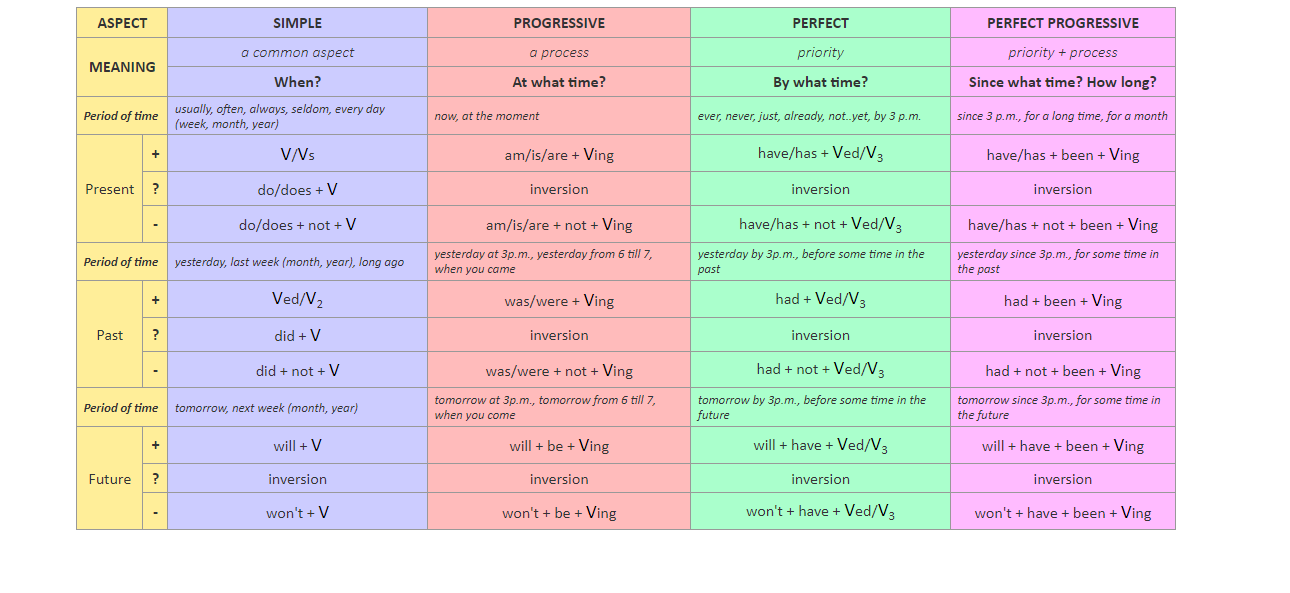 ASPECT SIMPLE PROGRESSIVE PERFECT PERFECT PROGRESSIVE
MEANING a common aspect a process priority priority + process
When? At what time? By what time? Since what time? How long?
Period of time usually, often, always, seldom, every day
(week, month, year) now, at the moment ever, never, just, already, not..yet, by 3 p.m. since 3 p.m., for a long time, for a month
Present + V/Vs am/is/are + Ving have/has + Ved/V₃ have/has + been + Ving
? do/does + V inversion inversion inversion
- do/does + not + V am/is/are + not + Ving have/has + not + Ved/V₃ have/has + not + been + Ving
Period of time yesterday, last week (month, year), long ago yesterday at 3p.m., yesterday from 6 till 7,
when you came yesterday by 3p.m., before some time in the
past yesterday since 3p.m., for some time in
the past
Past + Ved/V₂ was/were + Ving had + Ved/V₃ had + been + Ving
? did + V inversion inversion inversion
- did + not + V was/were + not + Ving had + not + Ved/V₃ had + not + been + Ving
Period of time tomorrow, next week (month, year) tomorrow at 3p.m., tomorrow from 6 till 7,
when you came tomorrow by 3p.m., before some time in the
future tomorrow since 3p.m., for some time in
the future
Future + will + V will + be + Ving will + have + Ved/V₃ will + have + been + Ving
? inversion inversion inversion inversion
- won't + V won't + be + Ving won't + have + Ved/V₃ won't + have + been + Ving